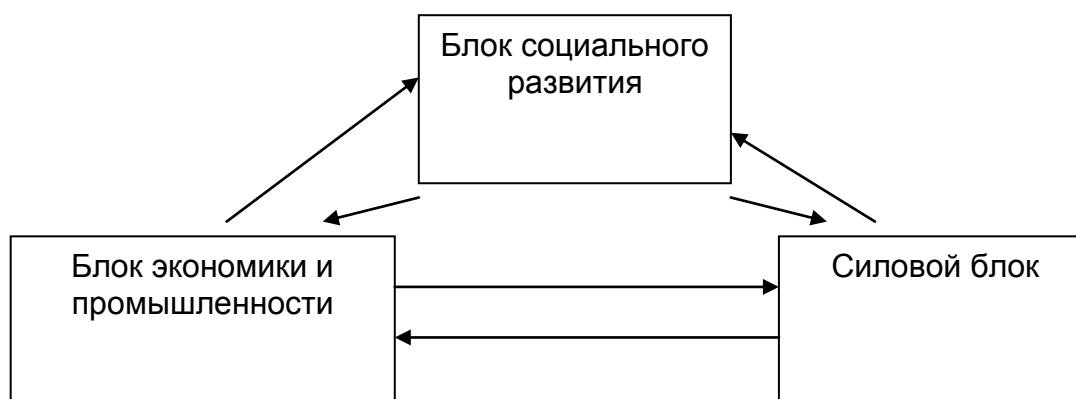 Блок социального
развития
Блок экономики и
промышленности
Силовой блок